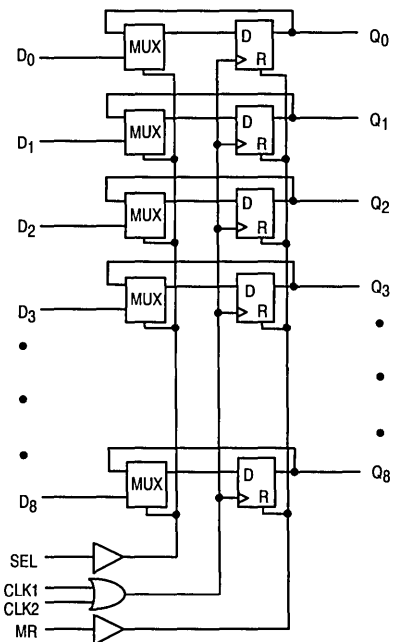 MUX D R Q0
D0
MUX D R Q1
D1
MUX D R Q2
D2
MUX D R Q3
D3
MUX D R Q8
D8
SEL
CLK1
CLK2
MR